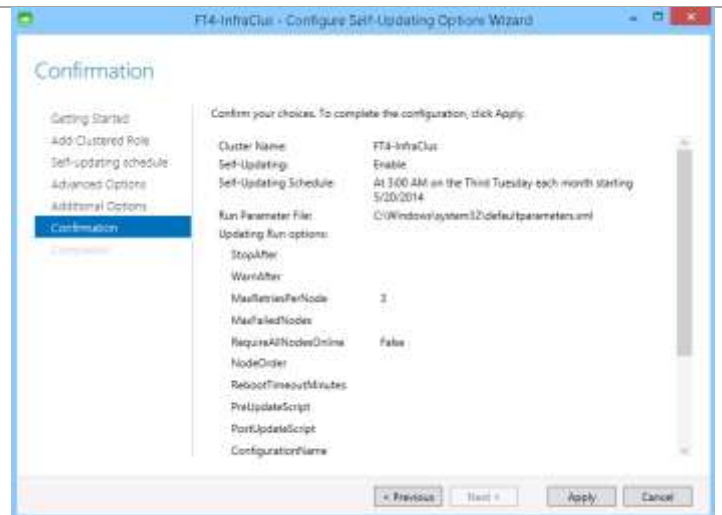 FT4-InfraClus - Configure Self-Updating Options Wizard
Confirmation
Getting Started
Add Clustered Role
Self-updating schedule
Advanced Options
Additional Options
Confirmation
Completion
Confirm your choices. To complete the configuration, click Apply.
Cluster Name: FT4-InfraClus
Self-Updating: Enable
Self-Updating Schedule: At 3:00 AM on the Third Tuesday each month starting
5/20/2014
Run Parameter File: C:\Windows\system32\defaultparameters.xml
Updating Run options:
StopAfter
WarnAfter
MaxRetriesPerNode 3
MaxFailedNodes
RequireAllNodesOnline False
NodeOrder
RebootTimeoutMinutes
PreUpdateScript
PostUpdateScript
ConfigurationName
< Previous Next > Apply Cancel